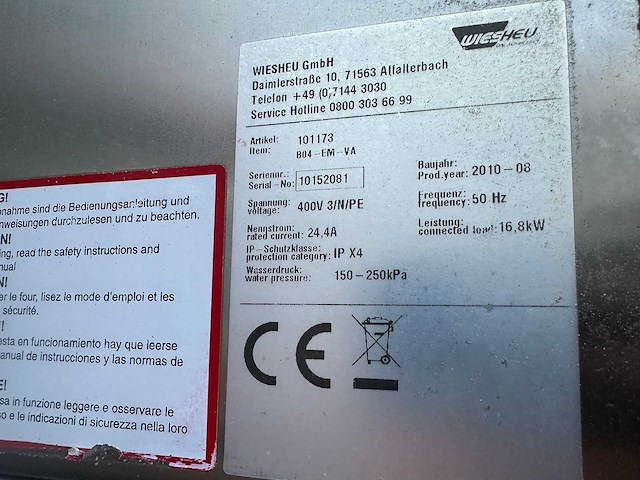 WIESHEU
WIESHEU GmbH
Daimlerstraße 10, 71563 Affalterbach
Telefon +49 (0)7144 3030
Service Hotline 0800 303 66 99
Artikel: 101173
Item: B04-EM-VA
Seriennr.:
Serial-No: 10152081
Spannung:
voltage: 400V 3/N/PE
Nennstrom:
rated current: 24,4A
IP-Schutzklasse:
protection category: IP X4
Wasserdruck:
water pressure: 150-250kPa
Baujahr:
Prod.year: 2010-08
Frequenz:
frequency: 50 Hz
Leistung:
connected load: 16,8kW
CE
G!
nahme sind die Bedienungsanleitung und
nweisungen durchzulesen und zu beachten.
N!
ng, read the safety instructions and
nual
N!
er le four, lisez le mode d'emploi et les
sécurité.
!
esta en funcionamiento hay que leerse
anual de instrucciones y las normas de
E!
sa in funzione leggere e osservare le
so e le indicazioni di sicurezza nella loro